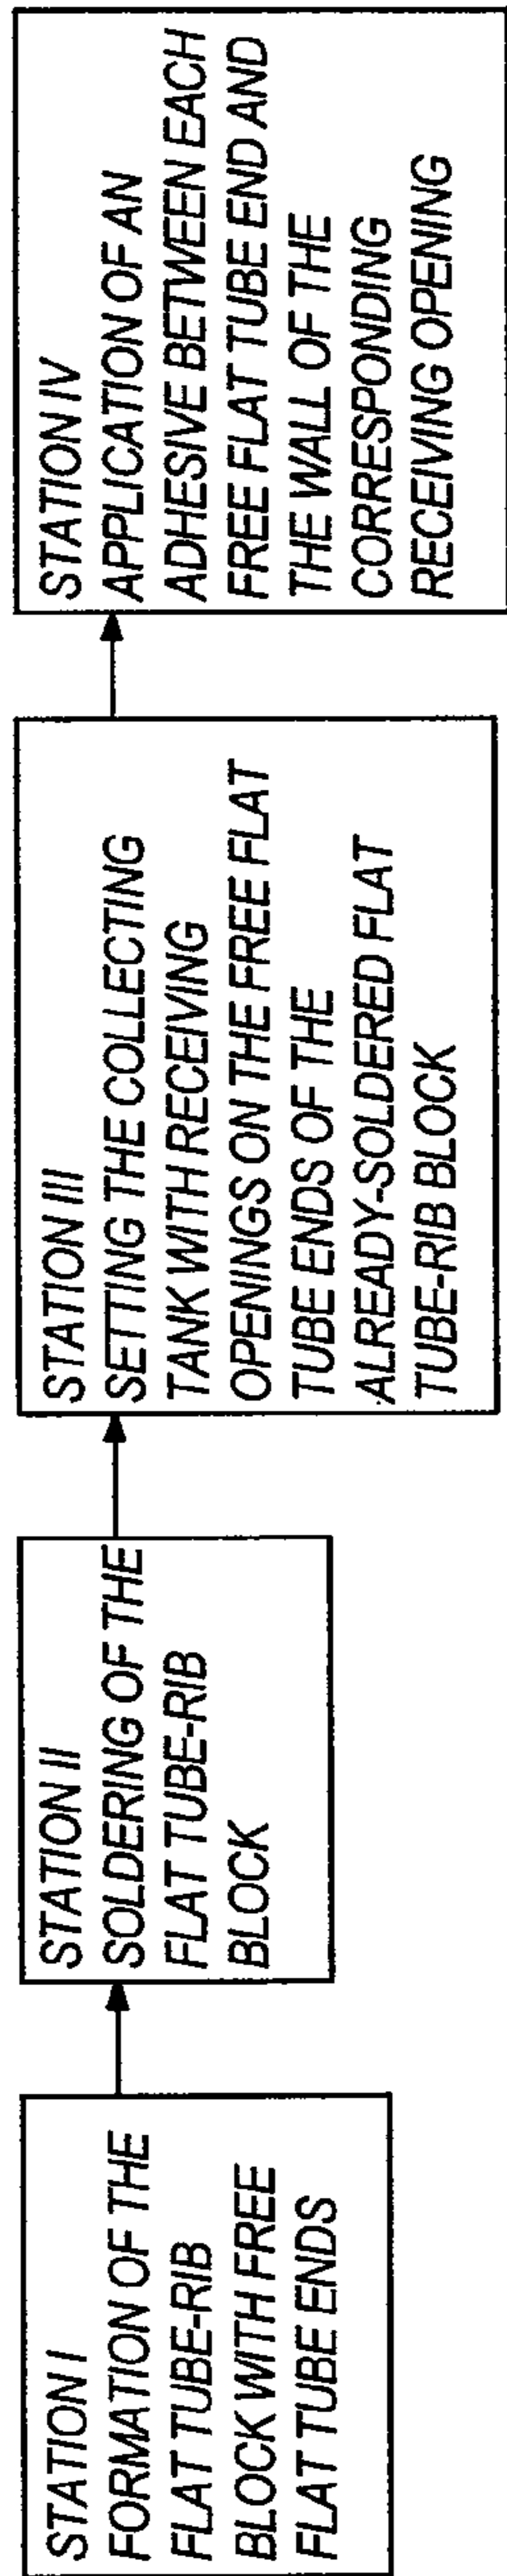 STATION I
FORMATION OF THE
FLAT TUBE-RIB
BLOCK WITH FREE
FLAT TUBE ENDS
STATION II
SOLDERING OF THE
FLAT TUBE-RIB
BLOCK
STATION III
SETTING THE COLLECTING
TANK WITH RECEIVING
OPENINGS ON THE FREE FLAT
TUBE ENDS OF THE
ALREADY-SOLDERED FLAT
TUBE-RIB BLOCK
STATION IV
APPLICATION OF AN
ADHESIVE BETWEEN EACH
FREE FLAT TUBE END AND
THE WALL OF THE
CORRESPONDING
RECEIVING OPENING